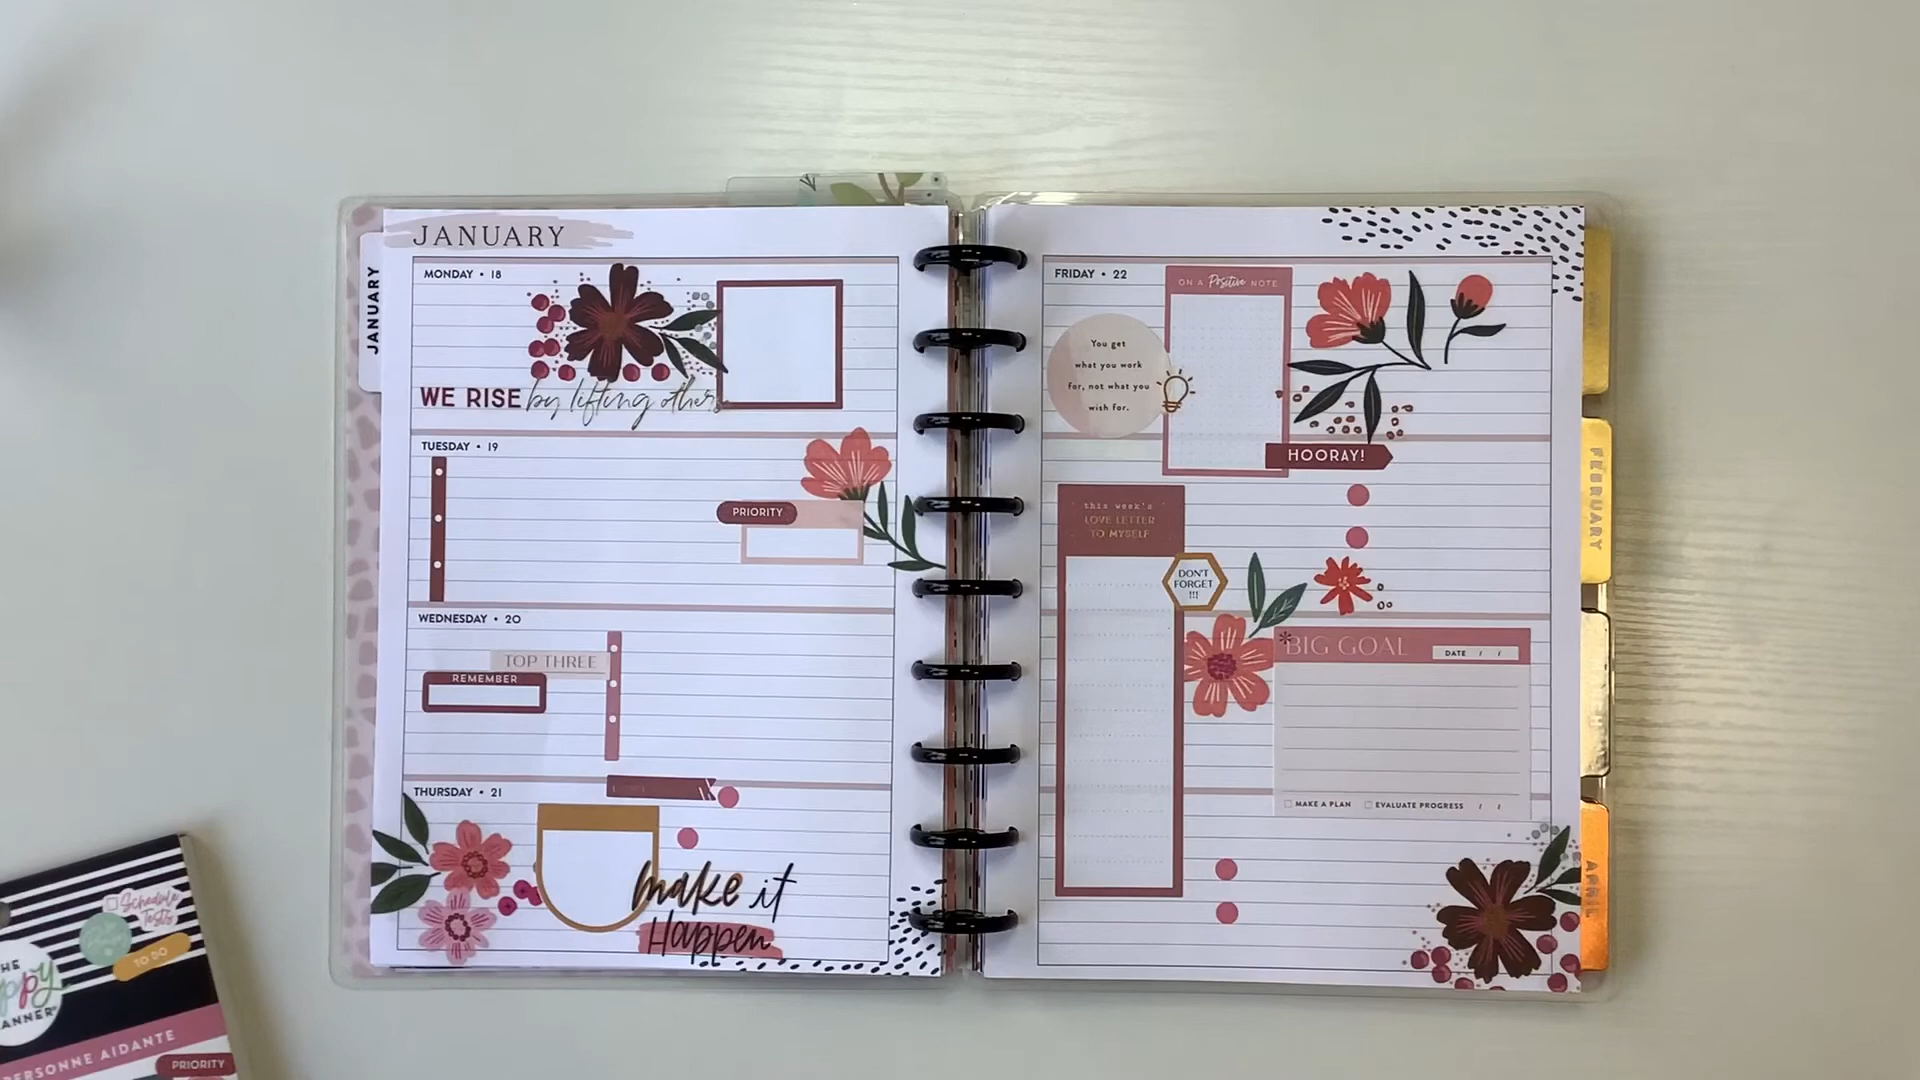 JANUARY
JANUARY
MONDAY • 18
WE RISE by lifting others
TUESDAY • 19
PRIORITY
WEDNESDAY • 20
TOP THREE
REMEMBER
THURSDAY • 21
make it
Happen
FRIDAY • 22
ON A Positive NOTE
You get
what you work
for, not what you
wish for.
HOORAY!
this week's
LOVE LETTER
TO MYSELF
DON'T
FORGET
!!!
*BIG GOAL
DATE / /
MAKE A PLAN
EVALUATE PROGRESS / /
FEBRUARY
APRIL
Schedule
Tests
TO DO
PERSONNE AIDANTE
PRIORITY